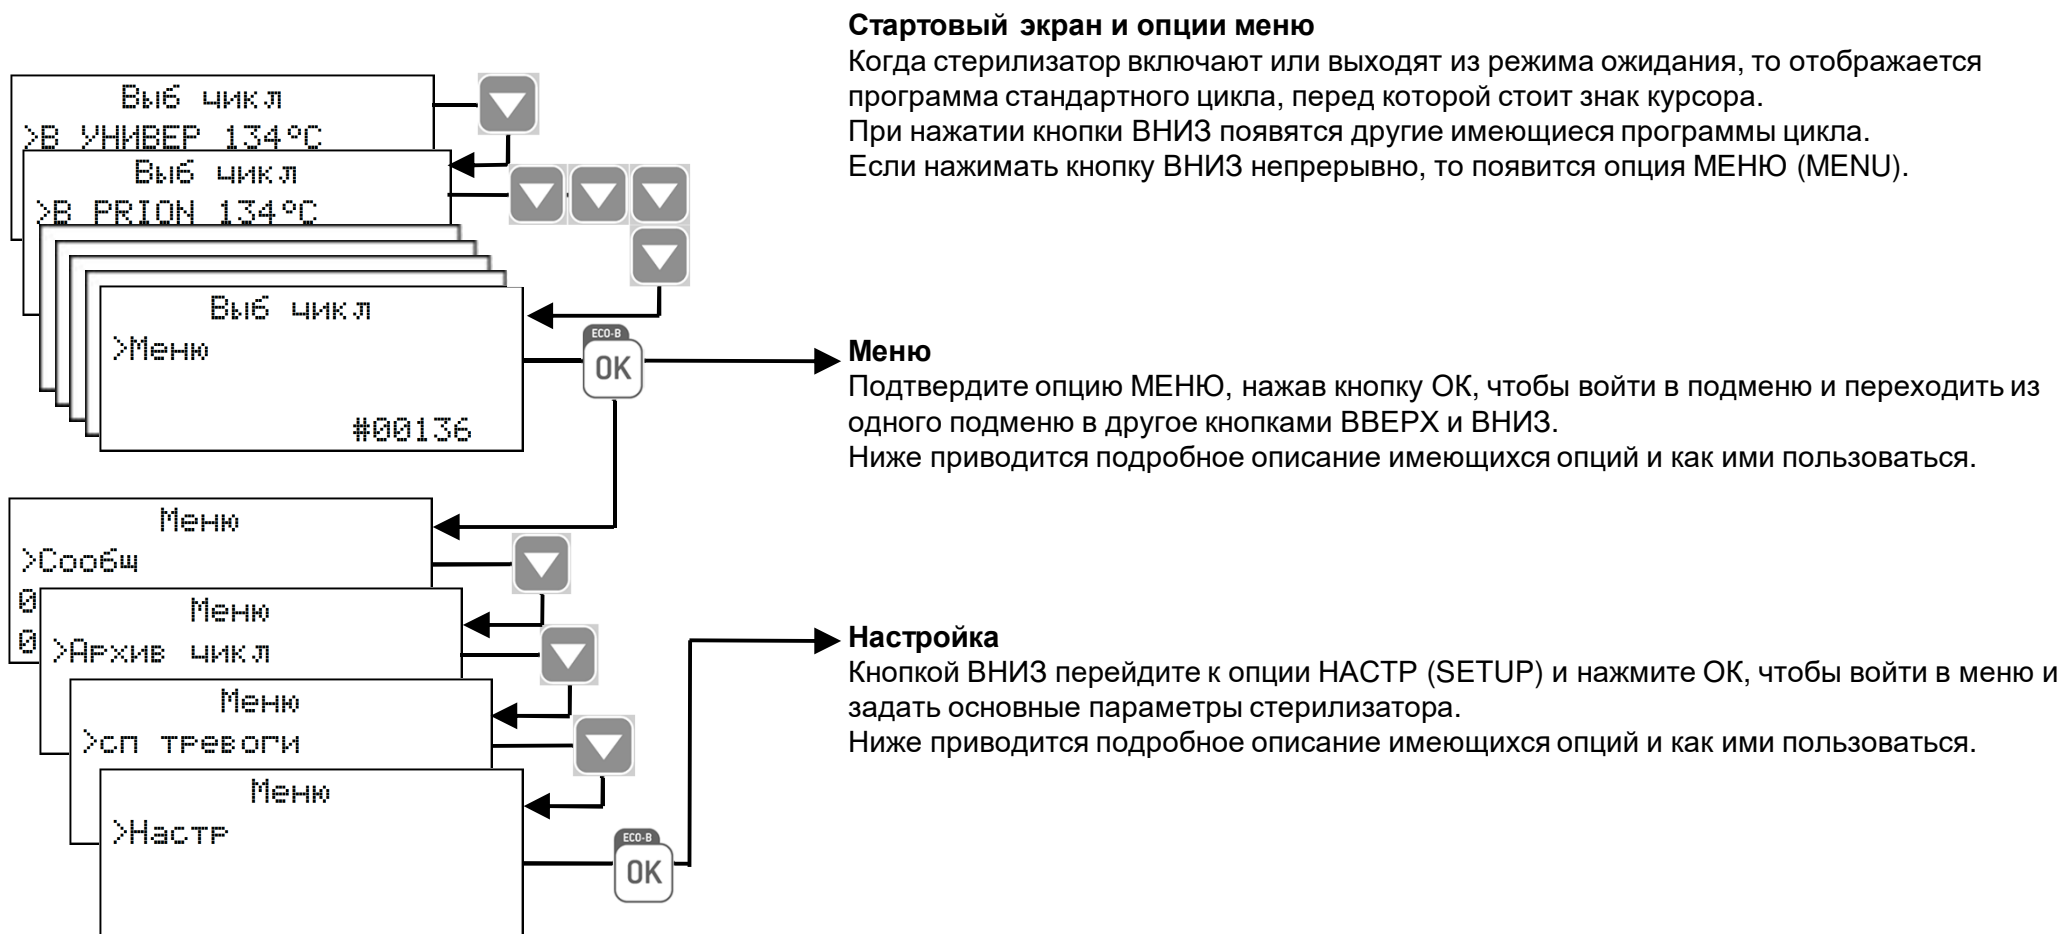 Стартовый экран и опции меню
Когда стерилизатор включают или выходят из режима ожидания, то отображается
программа стандартного цикла, перед которой стоит знак курсора.
При нажатии кнопки ВНИЗ появятся другие имеющиеся программы цикла.
Если нажимать кнопку ВНИЗ непрерывно, то появится опция МЕНЮ (MENU).
Выб цикл
>В УНИВЕР 134°C
Выб цикл
>В PRION 134°C
Выб цикл
>Меню
#00136
ECO-B
OK
Меню
Подтвердите опцию МЕНЮ, нажав кнопку ОК, чтобы войти в подменю и переходить из
одного подменю в другое кнопками ВВЕРХ и ВНИЗ.
Ниже приводится подробное описание имеющихся опций и как ими пользоваться.
Меню
>Сообщ
0
0
Меню
>Архив цикл
Меню
>сп тревоги
Меню
>Настр
ECO-B
OK
Настройка
Кнопкой ВНИЗ перейдите к опции НАСТР (SETUP) и нажмите ОК, чтобы войти в меню и
задать основные параметры стерилизатора.
Ниже приводится подробное описание имеющихся опций и как ими пользоваться.